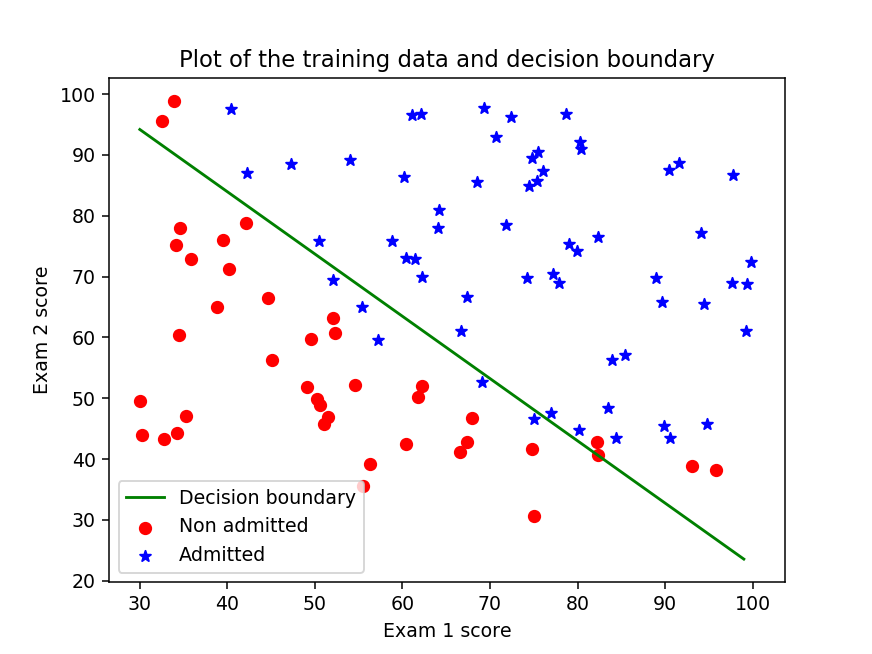 Plot of the training data and decision boundary
100
90
80
70
60
50
40
30
20
Exam 2 score
Decision boundary
Non admitted
Admitted
30 40 50 60 70 80 90 100
Exam 1 score